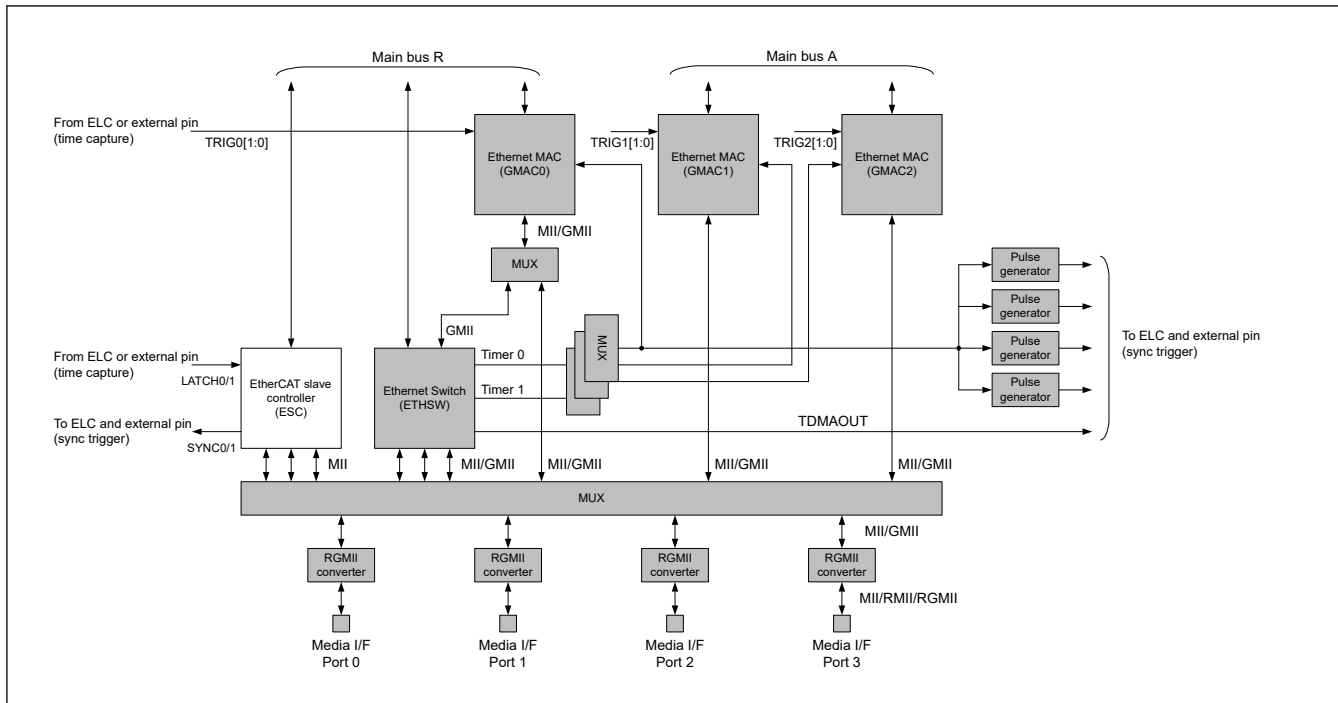 Main bus R
Main bus A
From ELC or external pin
(time capture)
TRIG0[1:0]
TRIG1[1:0]
TRIG2[1:0]
Ethernet MAC
(GMAC0)
Ethernet MAC
(GMAC1)
Ethernet MAC
(GMAC2)
MII/GMII
MUX
GMII
Pulse
generator
Pulse
generator
Pulse
generator
Pulse
generator
To ELC and external pin
(sync trigger)
From ELC or external pin
(time capture)
LATCH0/1
To ELC and external pin
(sync trigger)
SYNC0/1
EtherCAT slave
controller
(ESC)
Ethernet Switch
(ETHSW)
Timer 0
Timer 1
MUX
TDMAOUT
MII
MII/GMII
MII/GMII
MII/GMII
MII/GMII
MUX
MII/GMII
RGMII
converter
RGMII
converter
RGMII
converter
RGMII
converter
MII/RMII/RGMII
Media I/F
Port 0
Media I/F
Port 1
Media I/F
Port 2
Media I/F
Port 3